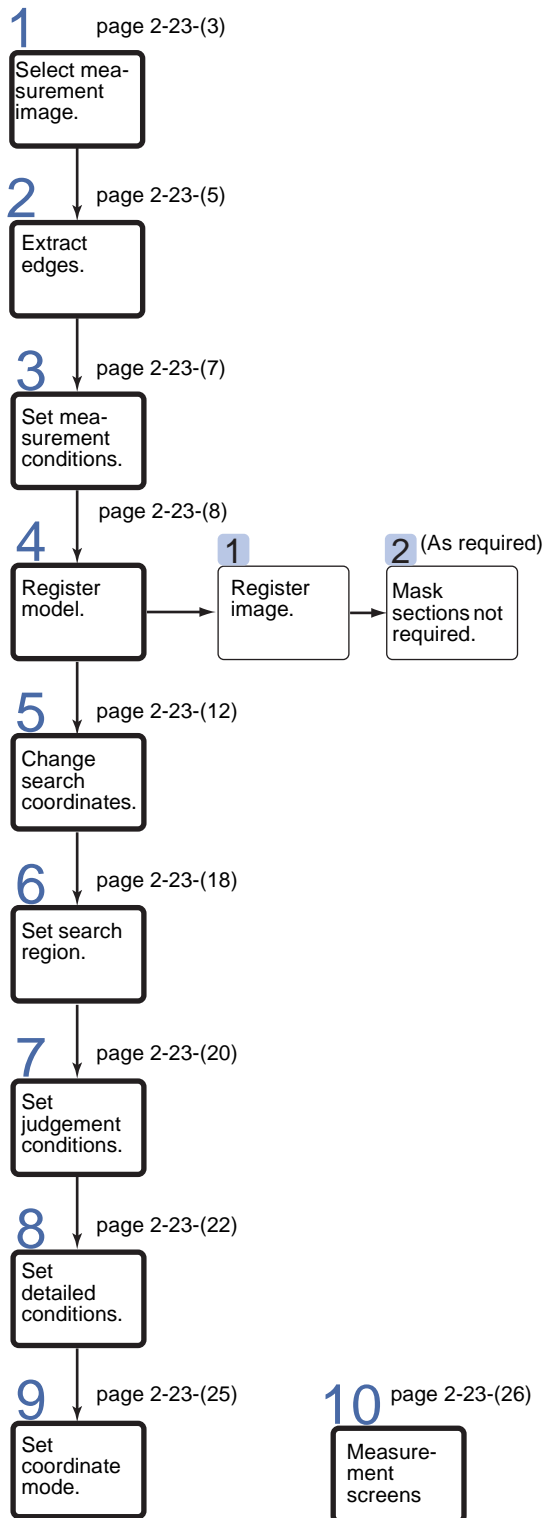 1 page 2-23-(3)
Select mea-
surement
image.
2 page 2-23-(5)
Extract
edges.
3 page 2-23-(7)
Set mea-
surement
conditions.
4 page 2-23-(8)
Register
model.
1
Register
image.
2 (As required)
Mask
sections not
required.
5 page 2-23-(12)
Change
search
coordinates.
6 page 2-23-(18)
Set search
region.
7 page 2-23-(20)
Set
judgement
conditions.
8 page 2-23-(22)
Set
detailed
conditions.
9 page 2-23-(25)
Set
coordinate
mode.
10 page 2-23-(26)
Measure-
ment
screens